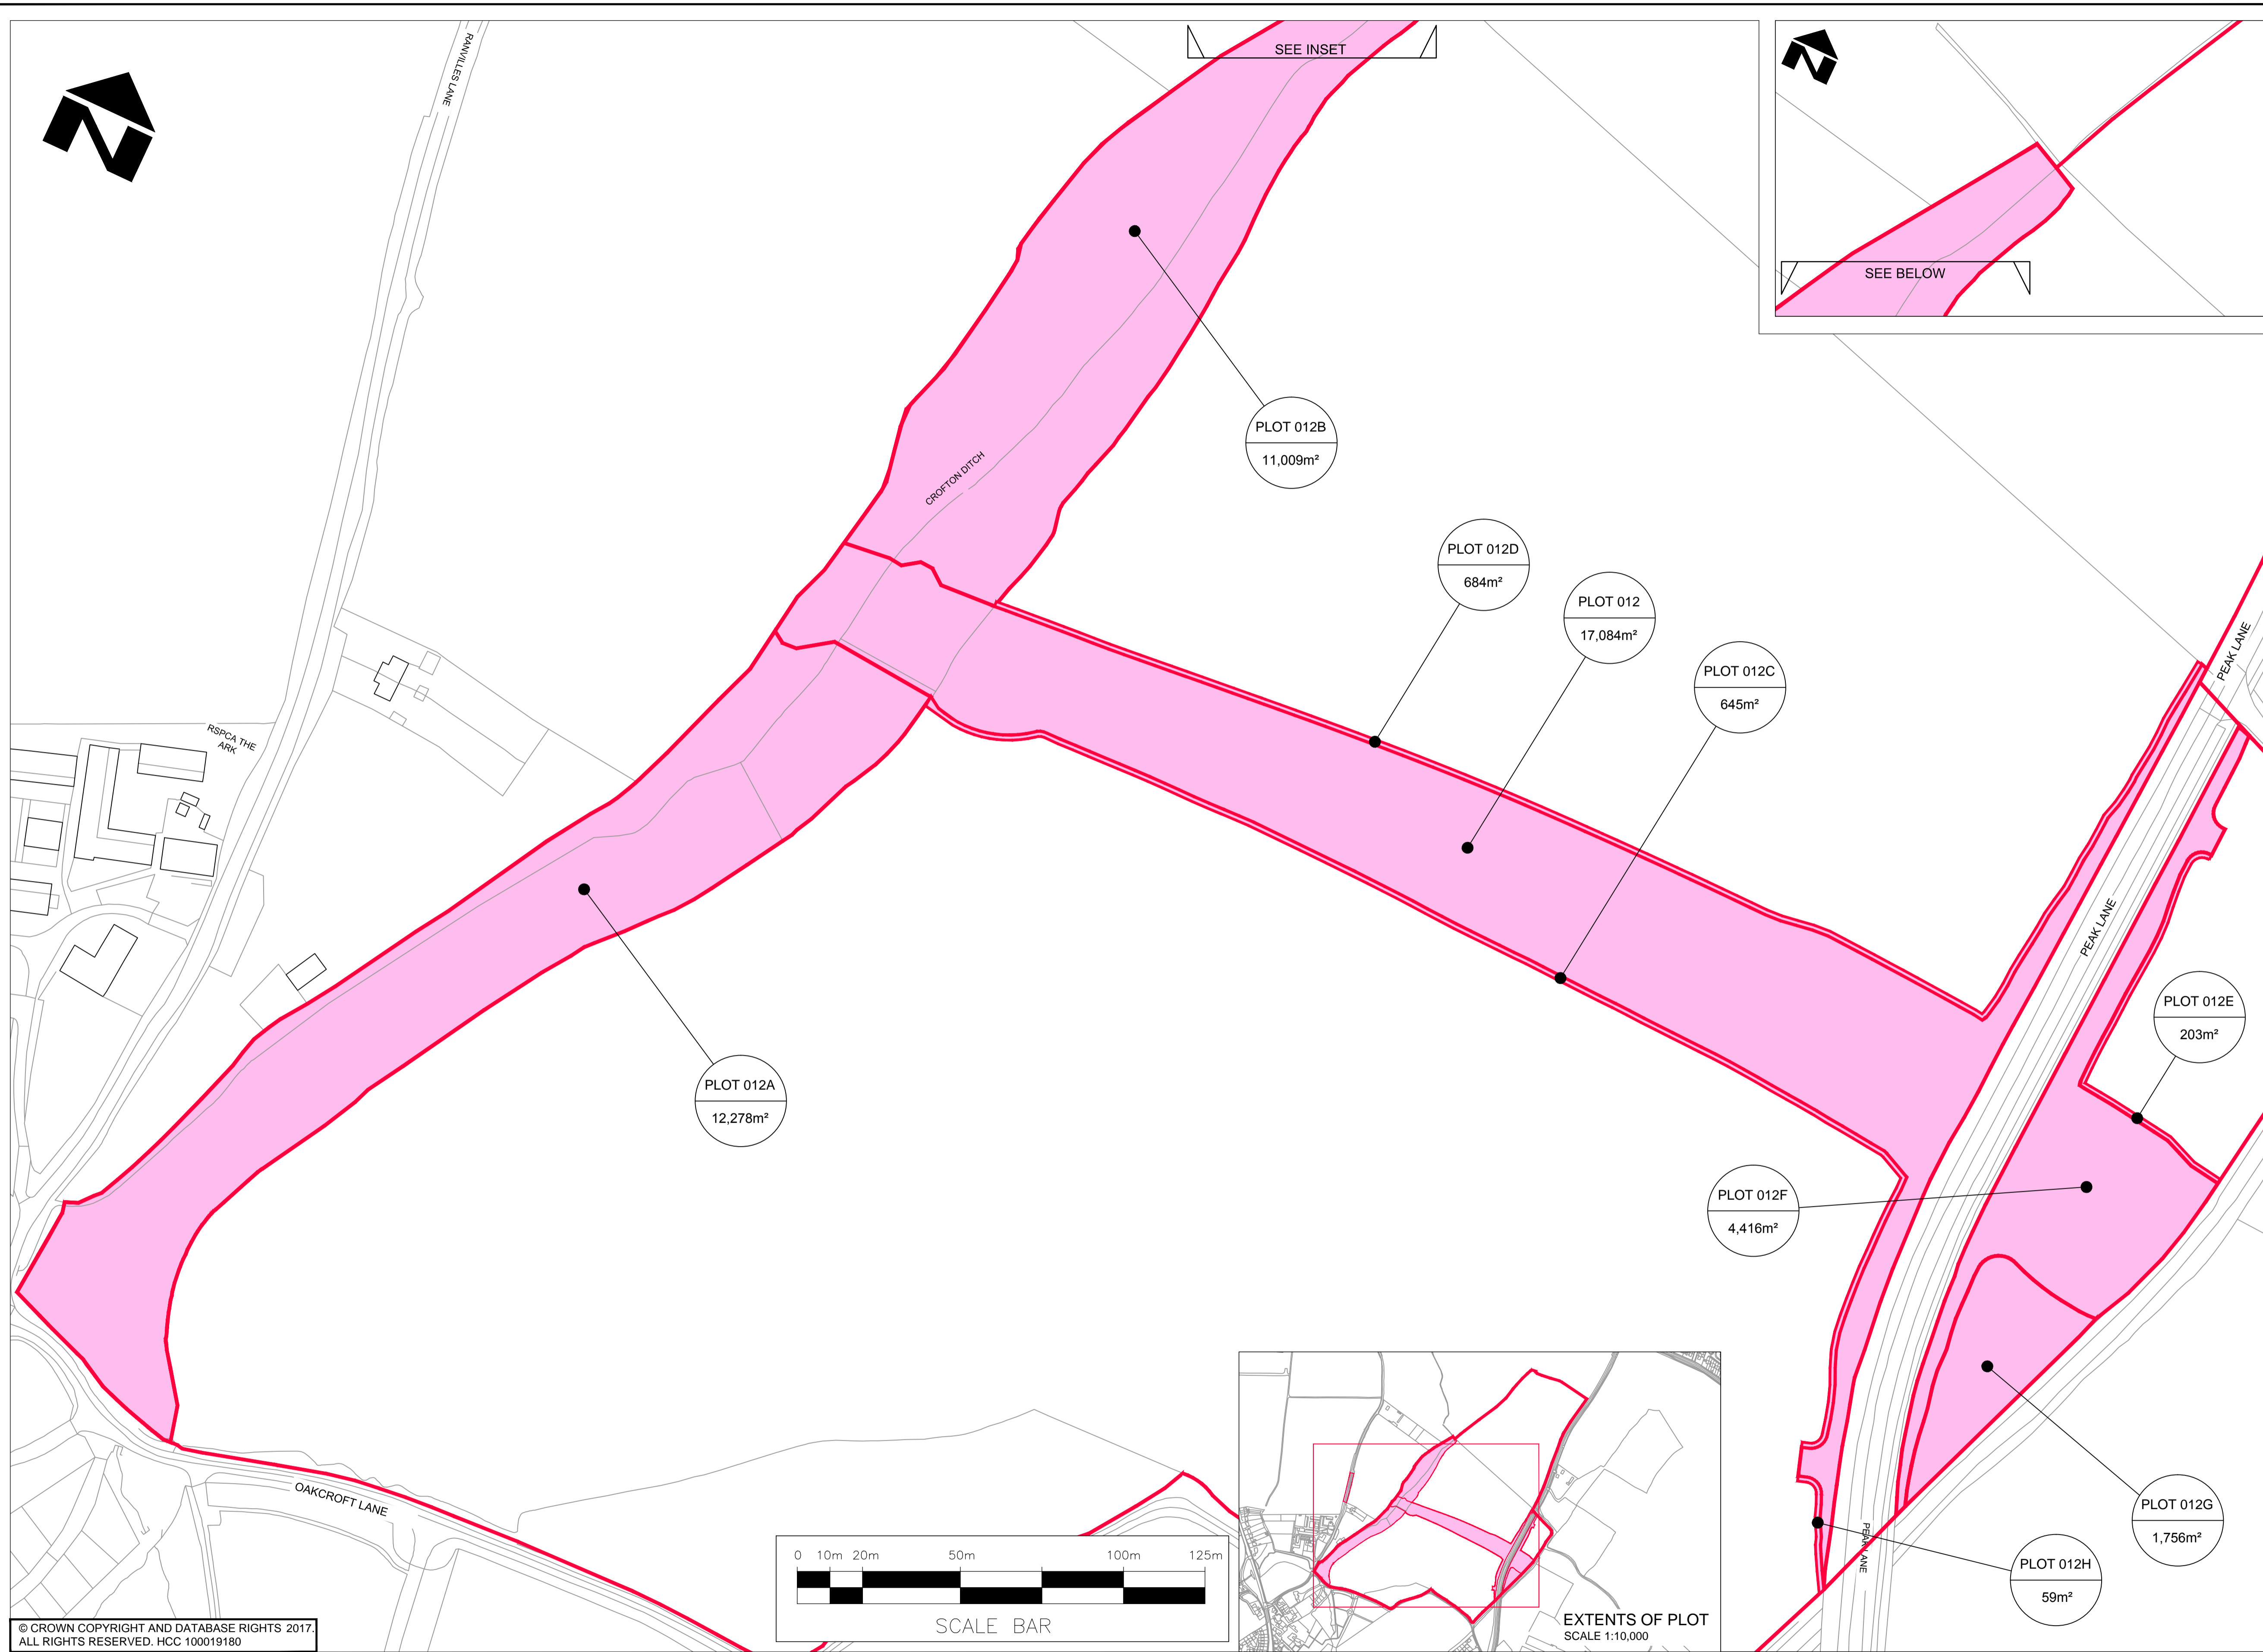 RANVILLES LANE
SEE INSET
SEE BELOW
PLOT 012B
11,009m²
CROFTON DITCH
PLOT 012D
684m²
PLOT 012
17,084m²
PLOT 012C
645m²
PEAK LANE
RSPCA THE
ARK
PEAK LANE
PLOT 012E
203m²
PLOT 012A
12,278m²
PLOT 012F
4,416m²
OAKCROFT LANE
PLOT 012G
1,756m²
PEAK LANE
PLOT 012H
59m²
0 10m 20m 50m 100m 125m
SCALE BAR
EXTENTS OF PLOT
SCALE 1:10,000
© CROWN COPYRIGHT AND DATABASE RIGHTS 2017.
ALL RIGHTS RESERVED. HCC 100019180
N
N